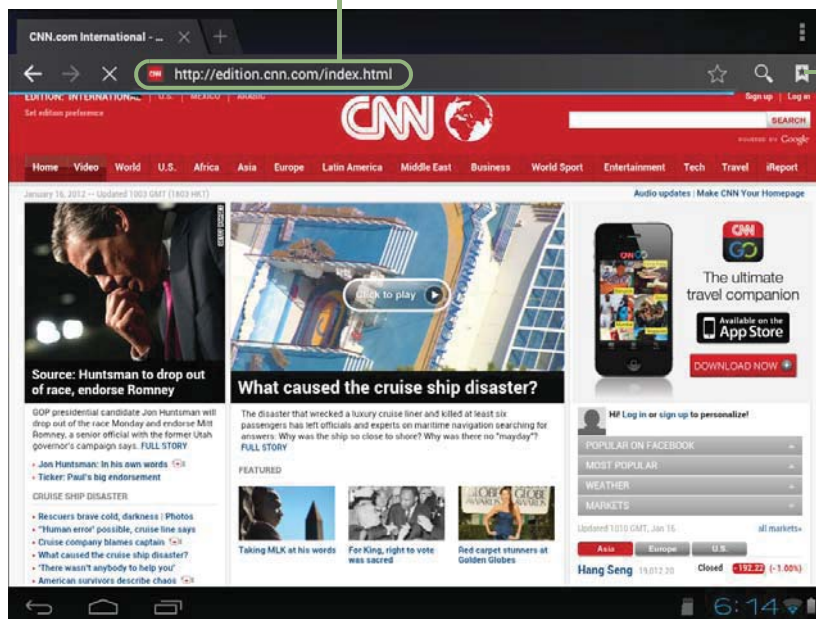 CNN.com International - ...
http://edition.cnn.com/index.html
EDITION: INTERNATIONAL | U.S. | MEXICO | ARABIC
Set edition preference
CNN
Sign up | Log in
SEARCH
POWERED BY Google
Home Video World U.S. Africa Asia Europe Latin America Middle East Business World Sport Entertainment Tech Travel iReport
January 16, 2012 -- Updated 1003 GMT (1803 HKT)
Audio updates | Make CNN Your Homepage
Source: Huntsman to drop out
of race, endorse Romney
GOP presidential candidate Jon Huntsman will
drop out of the race Monday and endorse Mitt
Romney, a senior official with the former Utah
governor's campaign says. FULL STORY
Jon Huntsman: In his own words
Ticker: Paul's big endorsement
CRUISE SHIP DISASTER
Rescuers brave cold, darkness | Photos
"Human error' possible, cruise line says
Cruise company blames captain
What caused the cruise ship disaster?
'There wasn't anybody to help you'
American survivors describe chaos
Click to play
What caused the cruise ship disaster?
The disaster that wrecked a luxury cruise liner and killed at least six
passengers has left officials and experts on maritime navigation searching for
answers: Why was the ship so close to shore? Why was there no "mayday"?
FULL STORY
FEATURED
Taking MLK at his words
For King, right to vote
was sacred
Red carpet stunners at
Golden Globes
CNN
GO
The ultimate
travel companion
Available on the
App Store
DOWNLOAD NOW
Hi! Log in or sign up to personalize!
POPULAR ON FACEBOOK
MOST POPULAR
WEATHER
MARKETS
Updated 1010 GMT, Jan 16
all markets»
Asia Europe U.S.
Hang Seng 19,012.20 Closed -192.22 (-1.00%)
6:14